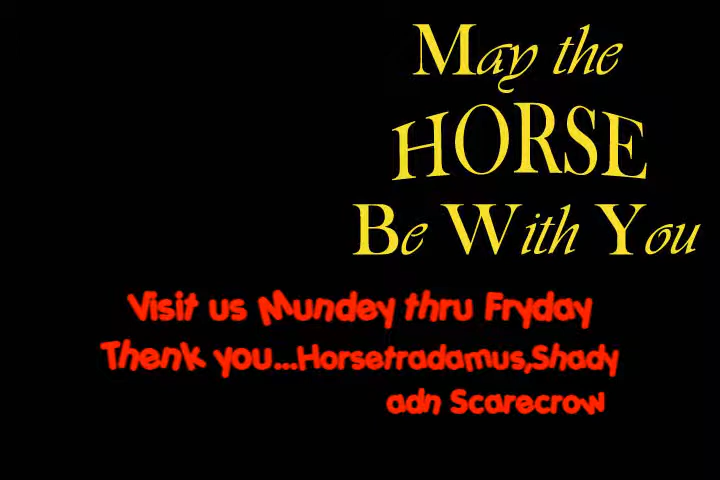 May the
HORSE
Be With You
Visit us Mundey thru Fryday
Thenk you...Horsetradamus,Shady
adn Scarecrow